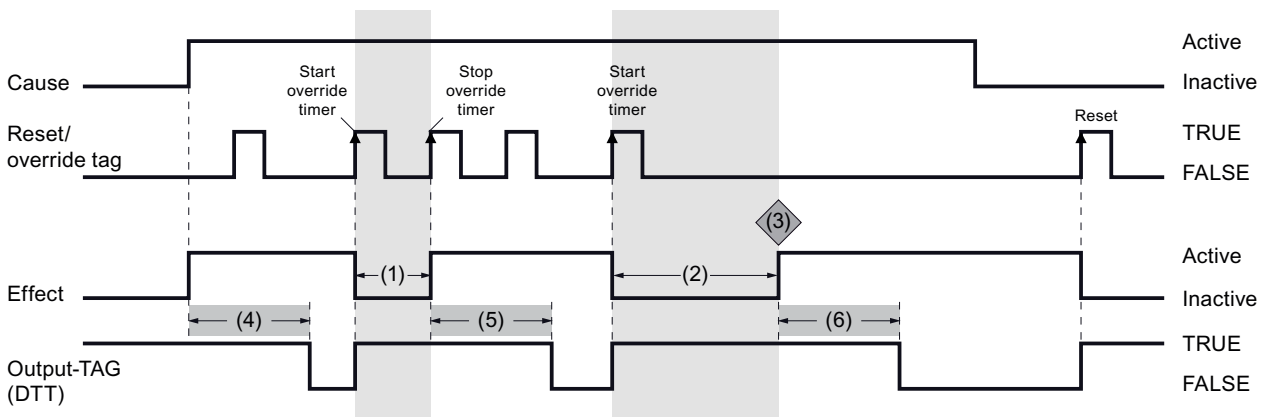 Active
Cause
Inactive
Start
override
timer
Stop
override
timer
Start
override
timer
Reset
Reset/
override tag
TRUE
FALSE
(3)
Active
(1)
(2)
Effect
Inactive
(4)
(5)
(6)
TRUE
Output-TAG
(DTT)
FALSE